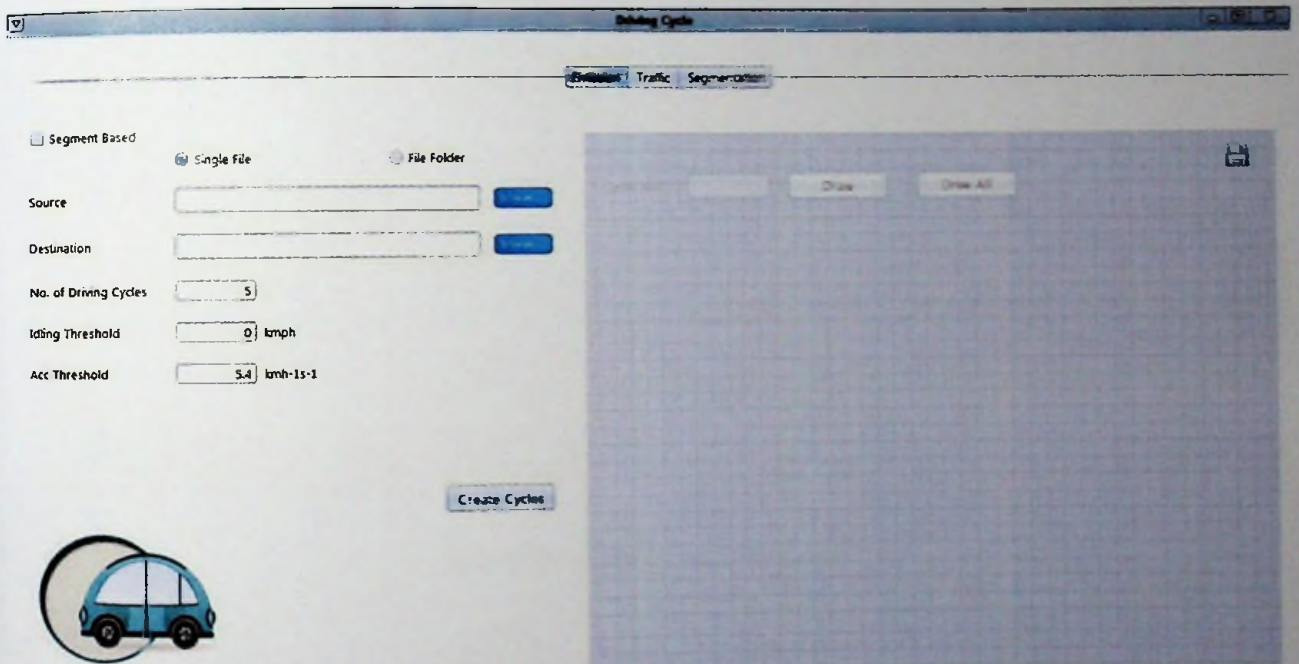 Driving Cycle
Traffic Segmentation
Segment Based
Single File File Folder
Source
Destination
No. of Driving Cycles 5
Idling Threshold 0 kmph
Acc Threshold 5.4 kmh-1s-1
Draw Draw All
Create Cycles